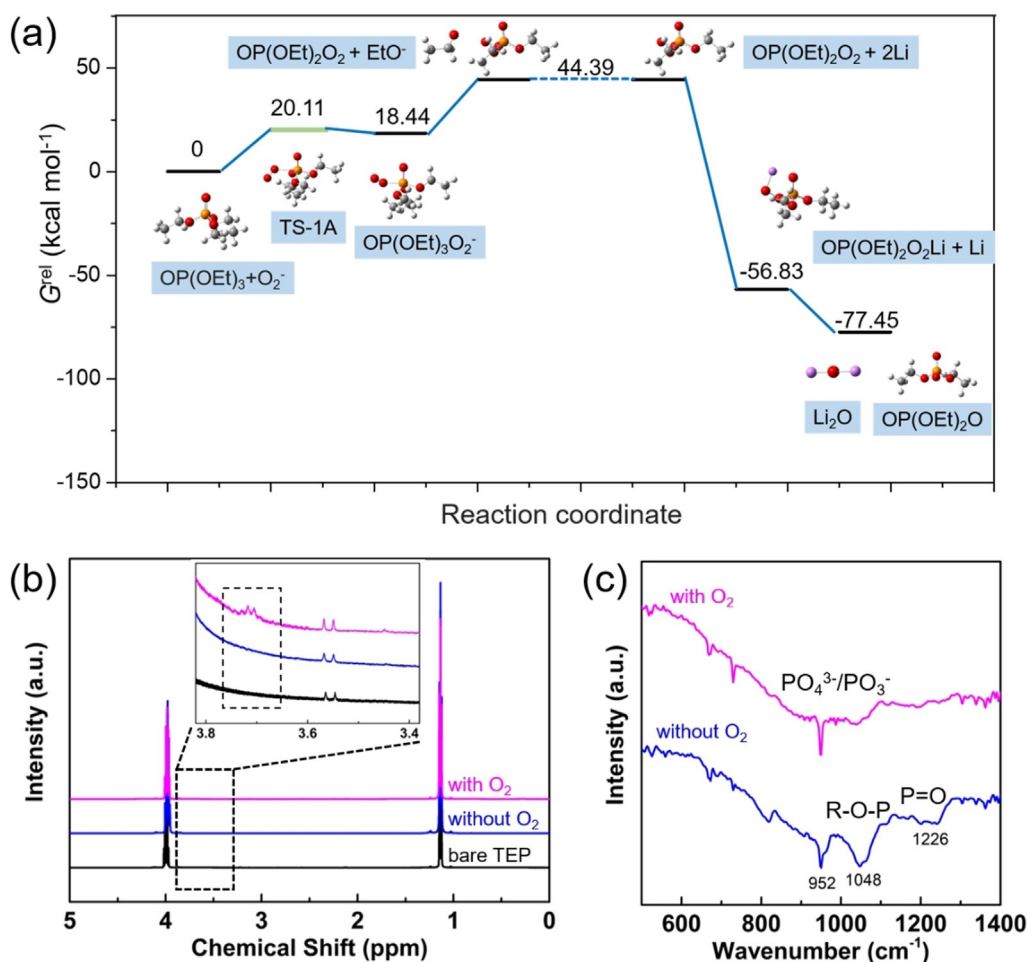 (a)
OP(OEt)₂O₂ + EtO⁻
OP(OEt)₂O₂ + 2Li
50
44.39
20.11
18.44
0
0
TS-1A
OP(OEt)₃+O₂⁻
OP(OEt)₃O₂⁻
OP(OEt)₂O₂Li + Li
-50
-56.83
-77.45
-100
Li₂O
OP(OEt)₂O
-150
Gʳᵉˡ (kcal mol⁻¹)
Reaction coordinate
(b)
3.8 3.6 3.4
with O₂
without O₂
bare TEP
5 4 3 2 1 0
Intensity (a.u.)
Chemical Shift (ppm)
(c)
with O₂
PO₄³⁻/PO₃⁻
without O₂
R-O-P
P=O
952
1048
1226
600 800 1000 1200 1400
Intensity (a.u.)
Wavenumber (cm⁻¹)